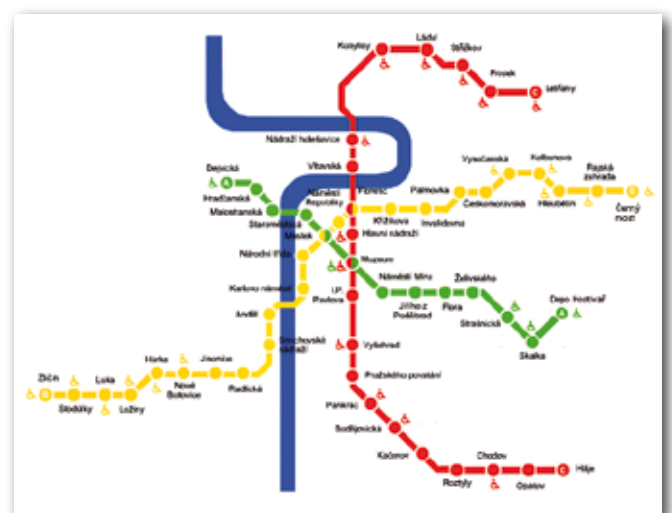 Kobylisy
Ládví
Střížkov
Prosek
Letňany
C
Nádraží holešovice
Vltavská
Dejvická
A
Hradčanská
Malostranská
Staroměstská
Můstek
Náměstí
Republiky
Florenc
Křižíkova
Palmovka
Invalidovna
Vysočanská
Českomoravská
Kolbenova
Hloubětín
Rajská
zahrada
B
Černý
most
Hlavní nádraží
Muzeum
Národní třída
Karlovo náměstí
Anděl
Smíchovské
nádraží
Náměstí Míru
Jiřího z
Poděbrad
Flora
Želivského
Strašnická
Skalka
Depo Hostivař
A
I.P.
Pavlova
Vyšehrad
Pražského povstání
Pankrác
Budějovická
Kačerov
Roztyly
Chodov
Opatov
Háje
C
Zličín
B
Stodůlky
Luka
Lužiny
Hůrka
Nové
Butovice
Jinonice
Radlická